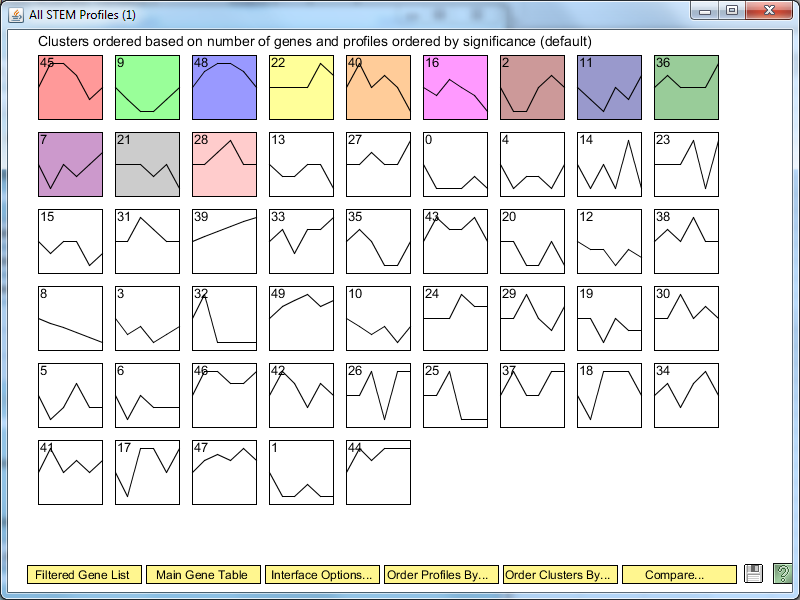 All STEM Profiles (1)
Clusters ordered based on number of genes and profiles ordered by significance (default)
45 9 48 22 40 16 2 11 36
7 21 28 13 27 0 4 14 23
15 31 39 33 35 43 20 12 38
8 3 32 49 10 24 29 19 30
5 6 46 42 26 25 37 18 34
41 17 47 1 44
Filtered Gene List Main Gene Table Interface Options... Order Profiles By... Order Clusters By... Compare... ?